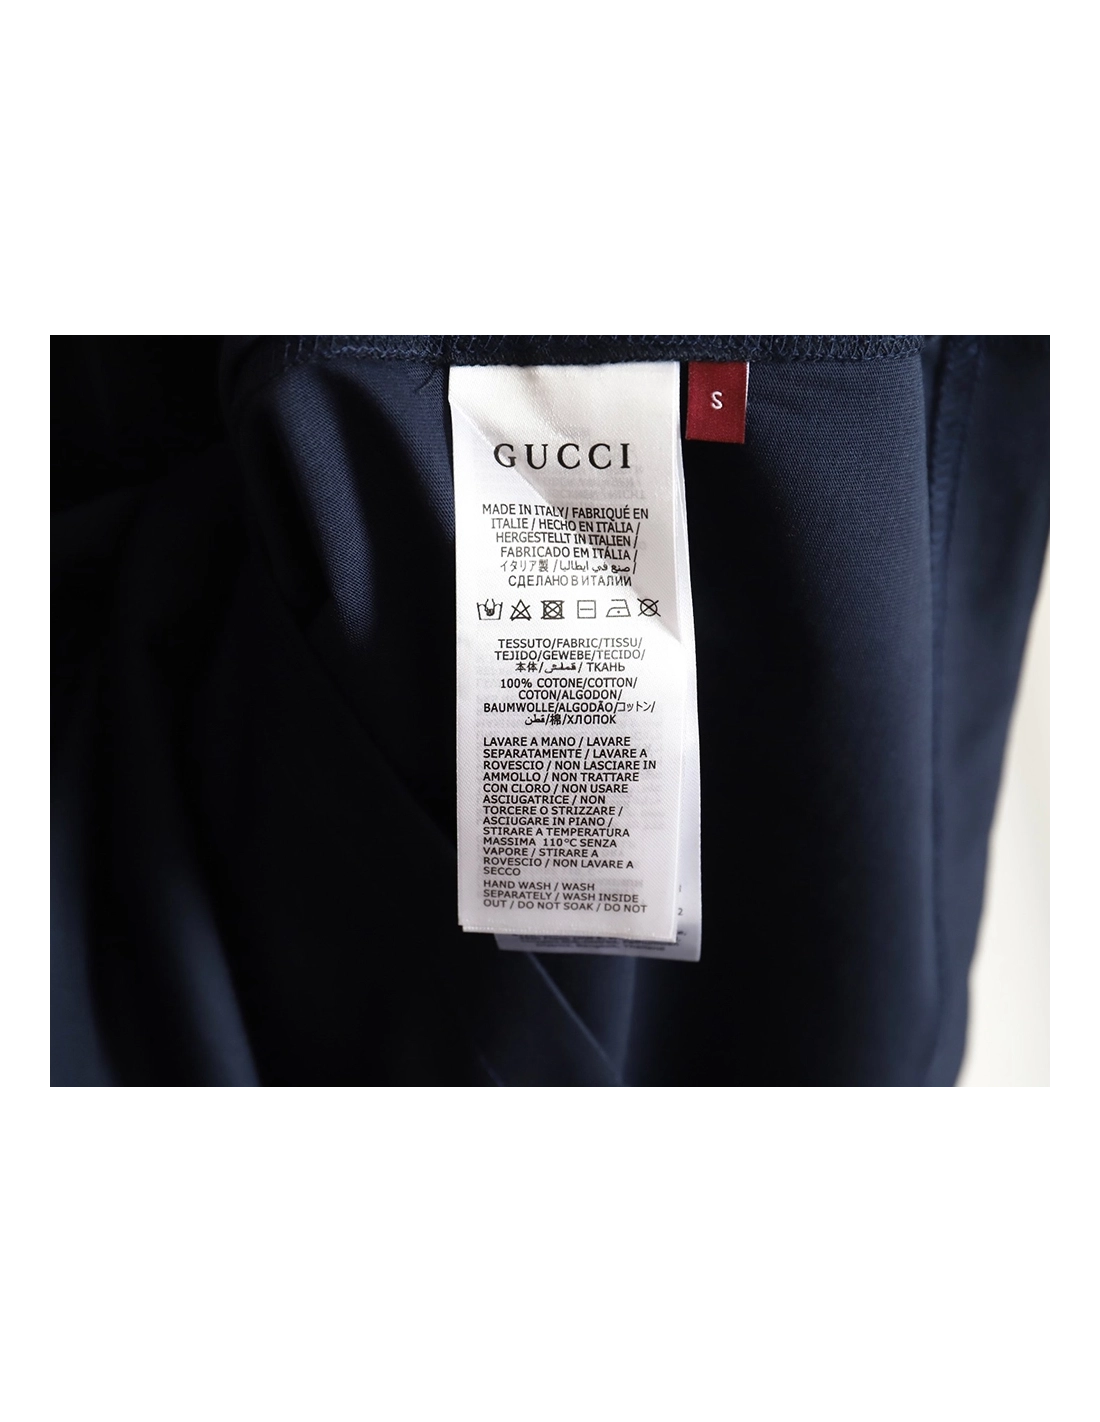 S
GUCCI
MADE IN ITALY/ FABRIQUÉ EN
ITALIE / HECHO EN ITALIA /
HERGESTELLT IN ITALIEN /
FABRICADO EM ITÁLIA /
イタリア製 /صنع في ايطاليا /
СДЕЛАНО В ИТАЛИИ
TESSUTO/FABRIC/TISSU/
TEJIDO/GEWEBE/TECIDO/
本体/قملش/ ТКАНЬ
100% COTONE/COTTON/
COTON/ALGODON/
BAUMWOLLE/ALGODÃO/コットン/
قطن/棉/ХЛОПОК
LAVARE A MANO / LAVARE
SEPARATAMENTE / LAVARE A
ROVESCIO / NON LASCIARE IN
AMMOLLO / NON TRATTARE
CON CLORO / NON USARE
ASCIUGATRICE / NON
TORCERE O STRIZZARE /
ASCIUGARE IN PIANO /
STIRARE A TEMPERATURA
MASSIMA 110°C SENZA
VAPORE / STIRARE A
ROVESCIO / NON LAVARE A
SECCO
HAND WASH / WASH
SEPARATELY / WASH INSIDE
OUT / DO NOT SOAK / DO NOT